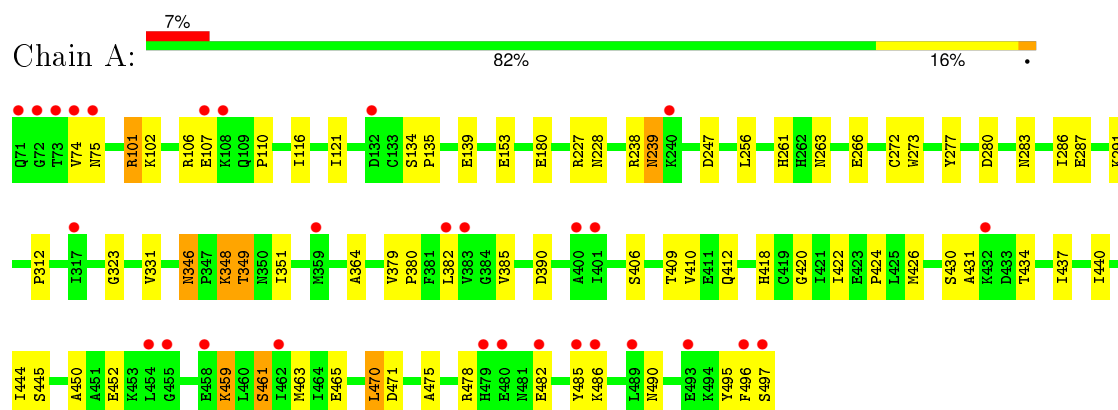 7%
Chain A:
82% 16% •
Q71 G72 T73 V74 N75 R101 K102 R106 E107 K108 Q109 P110 I116 I121 D132 C133 S134 P135 E139 E153 E180 R227 N228 R238 N239 K240 D247 L256 H261 H262 N263 E266 C272 W273 Y277 D280 N283 I286 E287 K291
P312 I317 G323 V331 N346 P347 K348 T349 N350 I351 M359 A364 V379 P380 F381 L382 V383 G384 V385 D390 A400 I401 S406 T409 V410 E411 Q412 H418 C419 G420 I421 I422 E423 P424 L425 M426 S430 A431 K432 D433 T434 I437 I440
I444 S445 A450 A451 E452 K453 L454 G455 E458 K459 L460 S461 I462 M463 I464 E465 L470 D471 A475 R478 H479 E480 N481 E482 Y485 K486 L489 N490 E493 K494 Y495 F496 S497